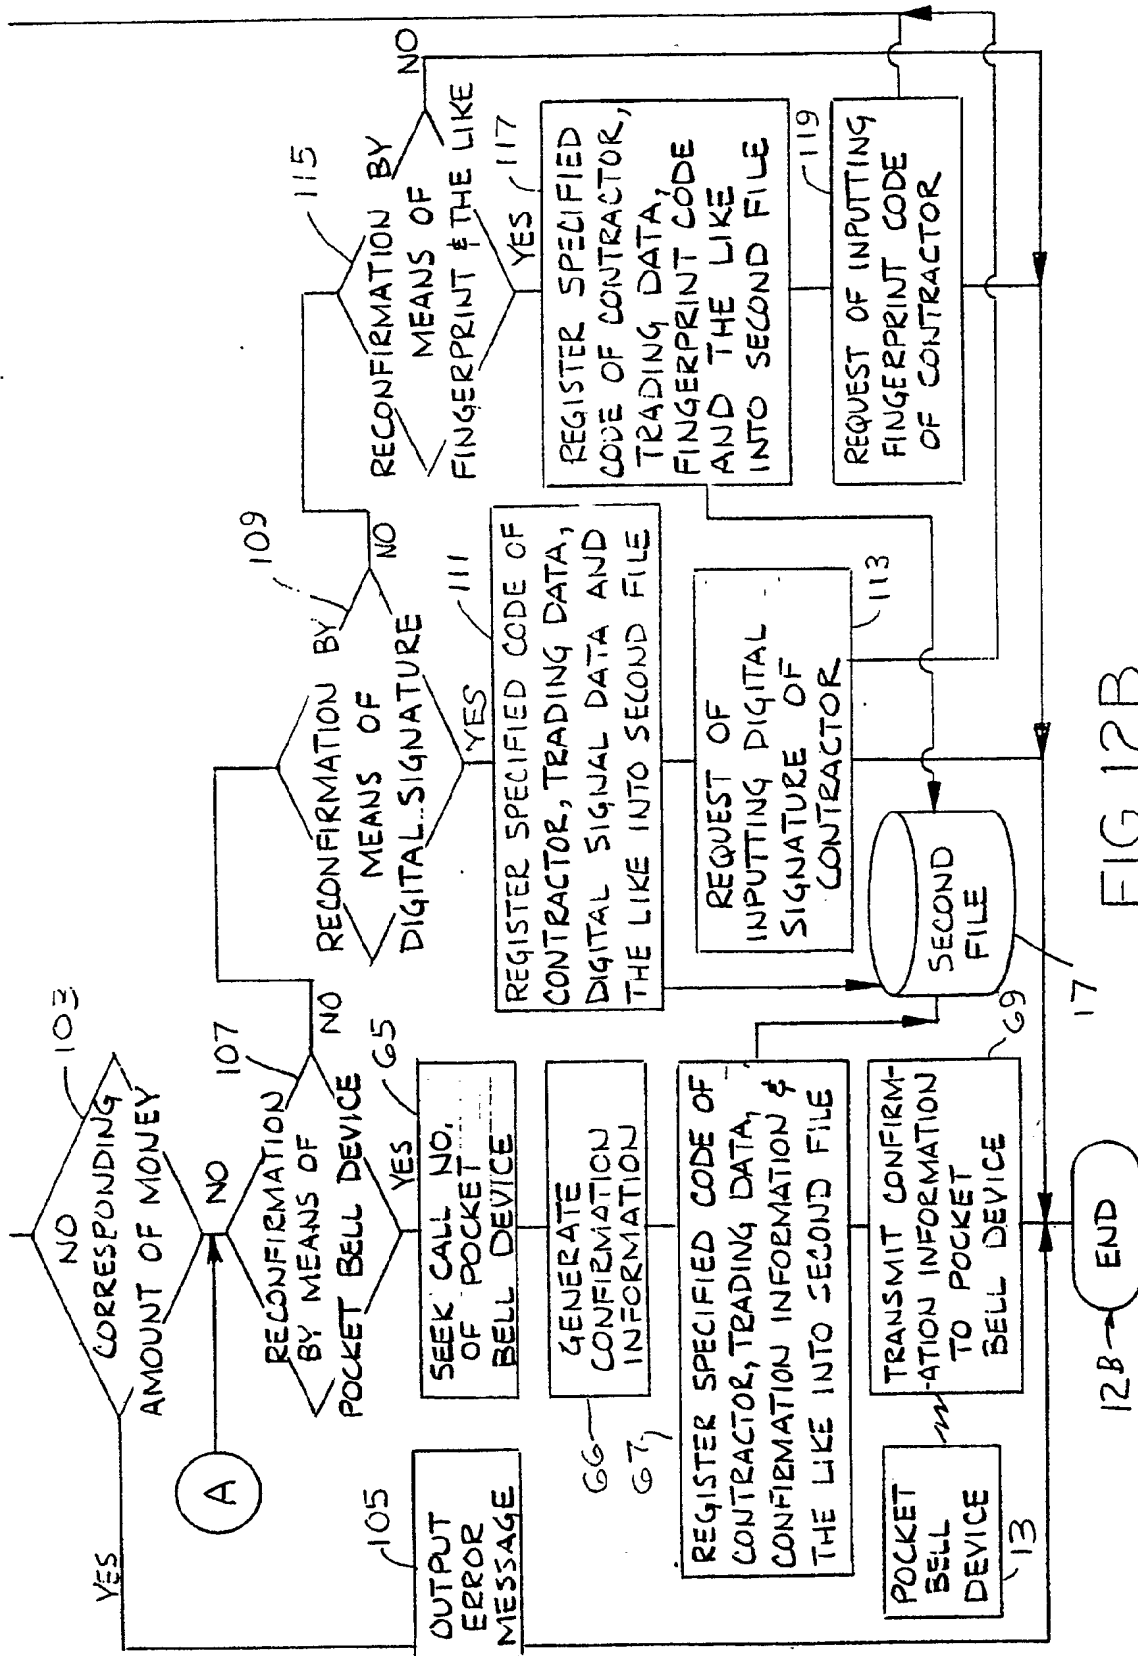 103
NO
CORRESPONDING
AMOUNT OF MONEY
YES
NO
A
105
OUTPUT
ERROR
MESSAGE
107
RECONFIRMATION
BY MEANS OF
POCKET BELL DEVICE
NO
YES
65
SEEK CALL NO.
OF POCKET
BELL DEVICE
66
GENERATE
CONFIRMATION
INFORMATION
67
REGISTER SPECIFIED CODE OF
CONTRACTOR, TRADING DATA,
CONFIRMATION INFORMATION &
THE LIKE INTO SECOND FILE
69
TRANSMIT CONFIRM-
-ATION INFORMATION
TO POCKET
BELL DEVICE
POCKET
BELL
DEVICE
13
12B
END
109
RECONFIRMATION BY
MEANS OF
DIGITAL SIGNATURE
NO
YES
111
REGISTER SPECIFIED CODE OF
CONTRACTOR, TRADING DATA,
DIGITAL SIGNAL DATA AND
THE LIKE INTO SECOND FILE
113
REQUEST OF
INPUTTING DIGITAL
SIGNATURE OF
CONTRACTOR
SECOND
FILE
17
115
RECONFIRMATION BY
MEANS OF
FINGERPRINT & THE LIKE
NO
YES
117
REGISTER SPECIFIED
CODE OF CONTRACTOR,
TRADING DATA,
FINGERPRINT CODE
AND THE LIKE
INTO SECOND FILE
119
REQUEST OF INPUTTING
FINGERPRINT CODE
OF CONTRACTOR
FIG. 12B